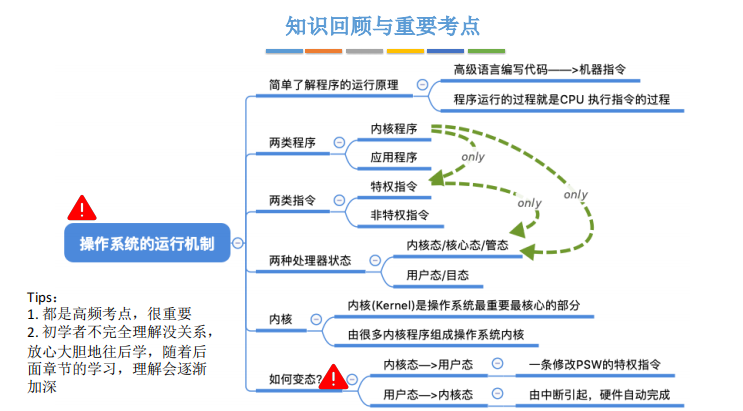 知识回顾与重要考点
简单了解程序的运行原理
高级语言编写代码——>机器指令
程序运行的过程就是CPU 执行指令的过程
两类程序
内核程序
应用程序
only
两类指令
特权指令
非特权指令
only
only
操作系统的运行机制
两种处理器状态
内核态/核心态/管态
用户态/目态
内核
内核(Kernel)是操作系统最重要最核心的部分
由很多内核程序组成操作系统内核
如何变态?
内核态—>用户态
一条修改PSW的特权指令
用户态—>内核态
由中断引起，硬件自动完成
Tips：
1. 都是高频考点，很重要
2. 初学者不完全理解没关系，
放心大胆地往后学，随着后
面章节的学习，理解会逐渐
加深